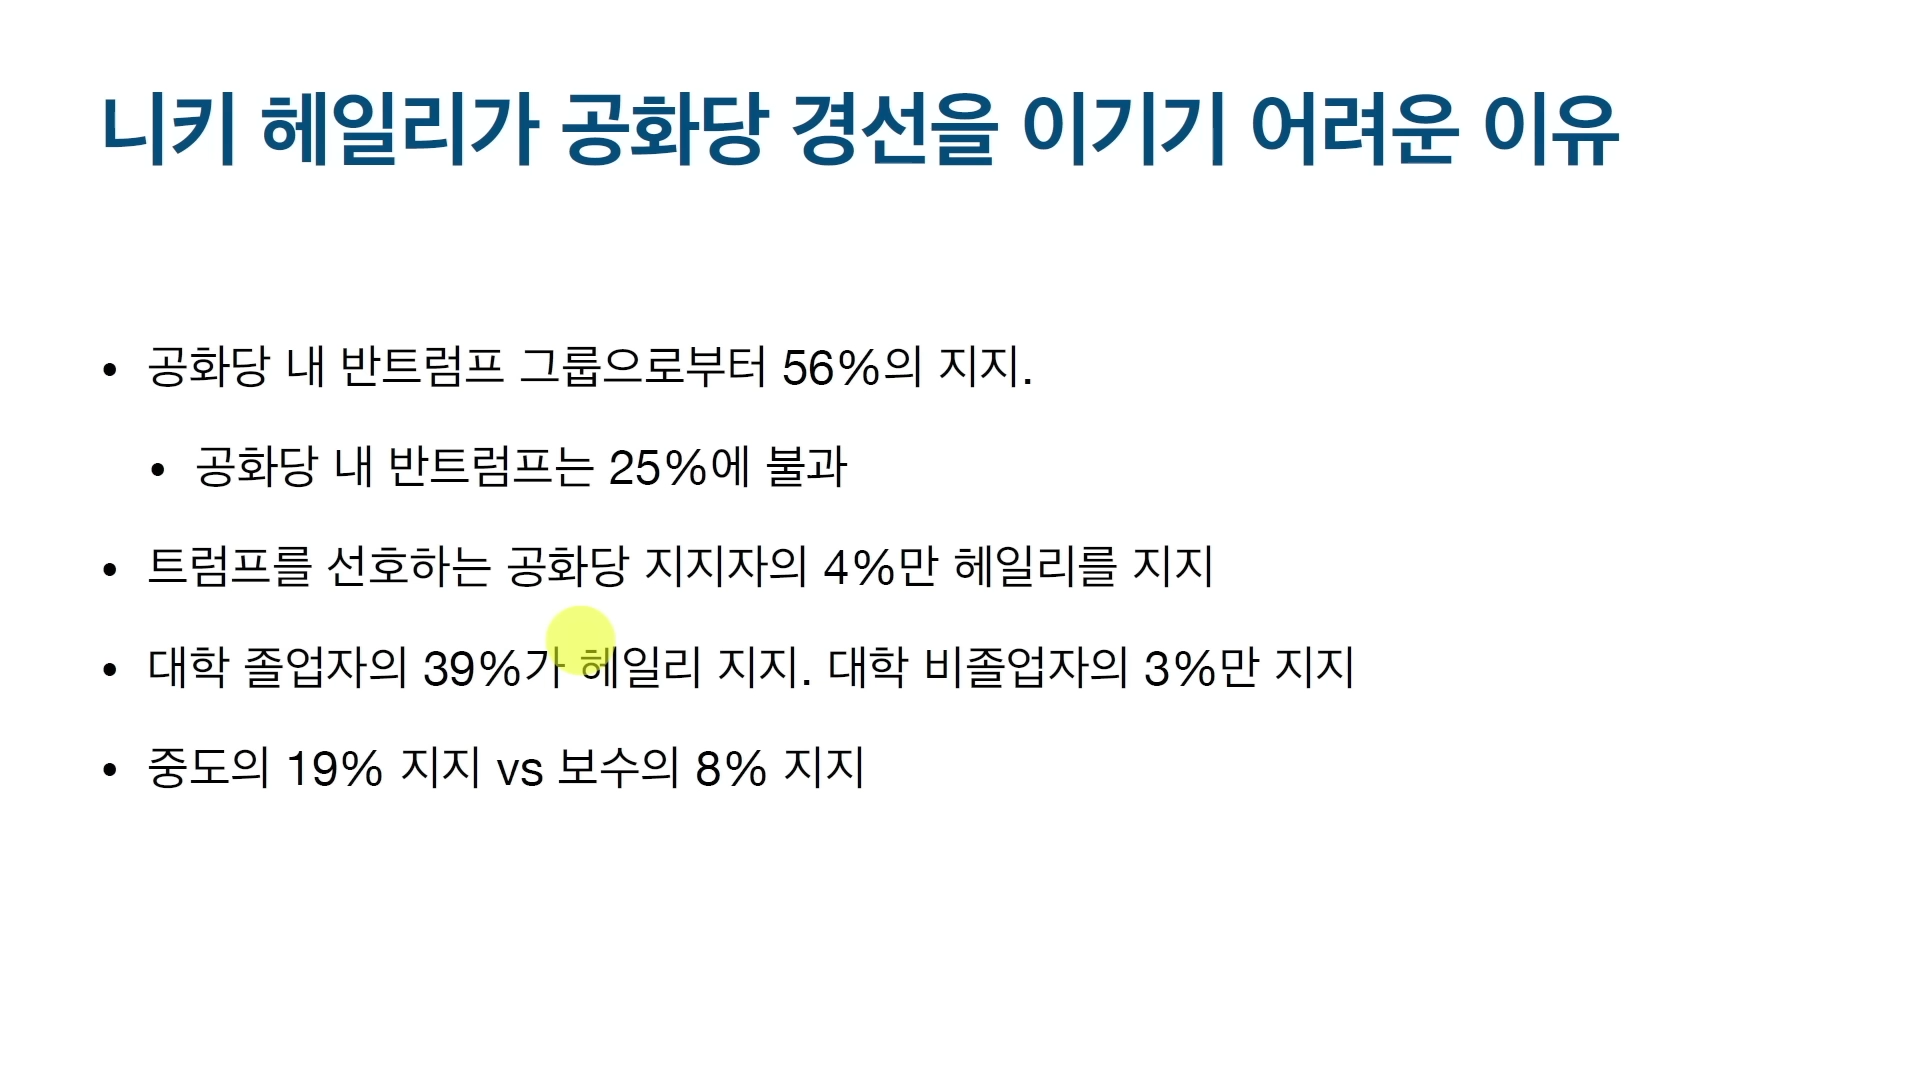 니키 헤일리가 공화당 경선을 이기기 어려운 이유
• 공화당 내 반트럼프 그룹으로부터 56%의 지지.
• 공화당 내 반트럼프는 25%에 불과
• 트럼프를 선호하는 공화당 지지자의 4%만 헤일리를 지지
• 대학 졸업자의 39%가 헤일리 지지. 대학 비졸업자의 3%만 지지
• 중도의 19% 지지 vs 보수의 8% 지지